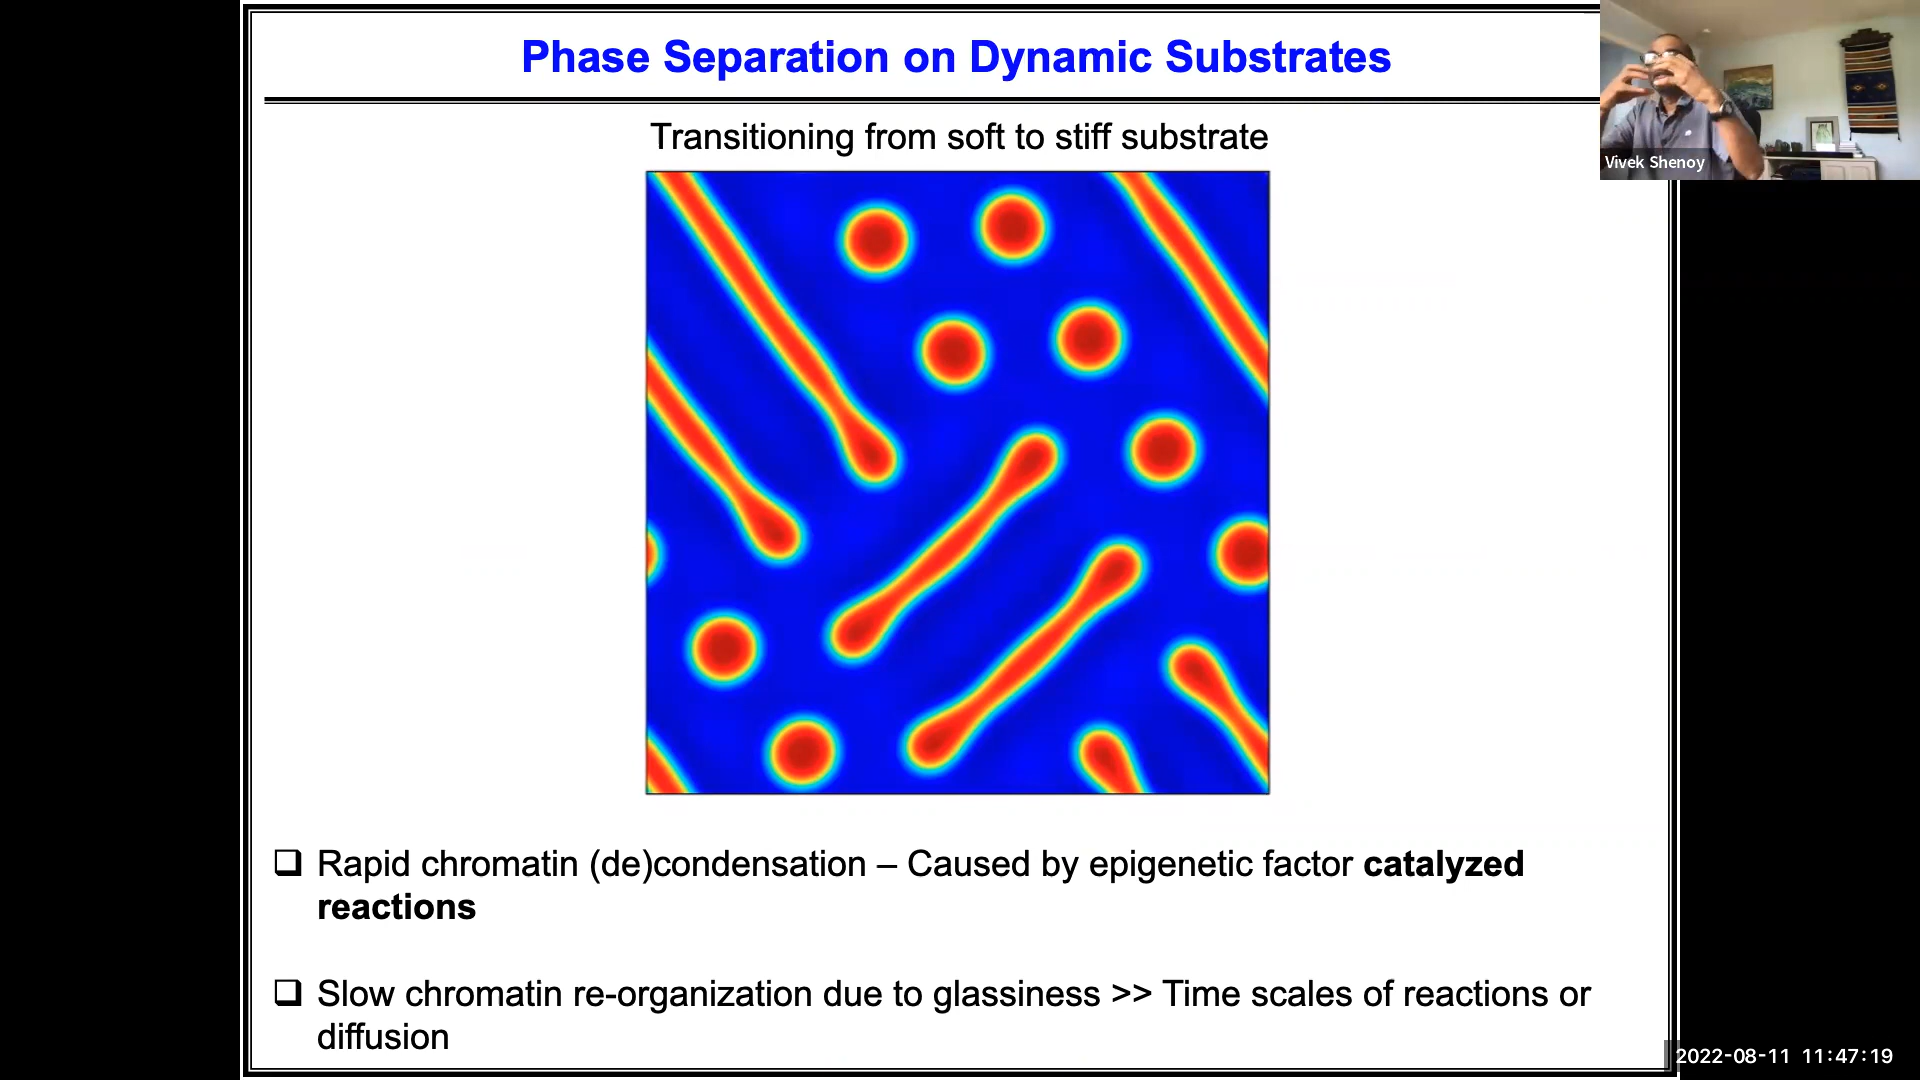 Phase Separation on Dynamic Substrates
Transitioning from soft to stiff substrate
Vivek Shenoy
Rapid chromatin (de)condensation – Caused by epigenetic factor catalyzed
reactions
Slow chromatin re-organization due to glassiness >> Time scales of reactions or
diffusion
2022-08-11 11:47:19